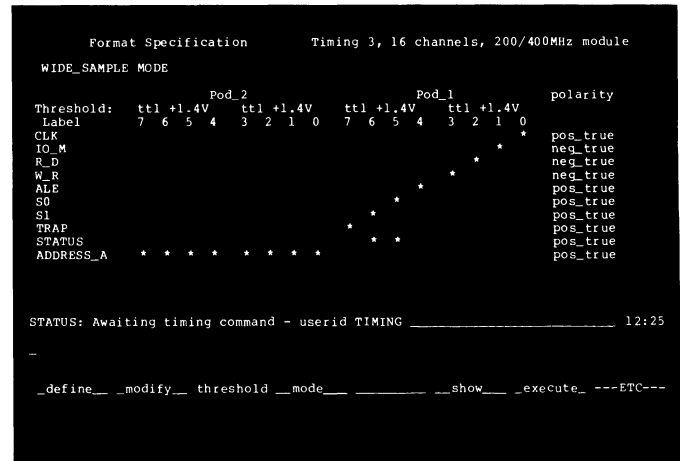 Format Specification Timing 3, 16 channels, 200/400MHz module
WIDE_SAMPLE MODE
Pod_2 Pod_1 polarity
Threshold: ttl +1.4V ttl +1.4V ttl +1.4V ttl +1.4V
Label 7 6 5 4 3 2 1 0 7 6 5 4 3 2 1 0
CLK * pos_true
IO_M * neg_true
R_D * neg_true
W_R * neg_true
ALE * pos_true
S0 * pos_true
S1 * pos_true
TRAP * pos_true
STATUS * * pos_true
ADDRESS_A * * * * * * * * pos_true
STATUS: Awaiting timing command - userid TIMING ____________________________ 12:25
_
_define__ _modify__ threshold __mode___ _________ __show___ _execute_ ---ETC---